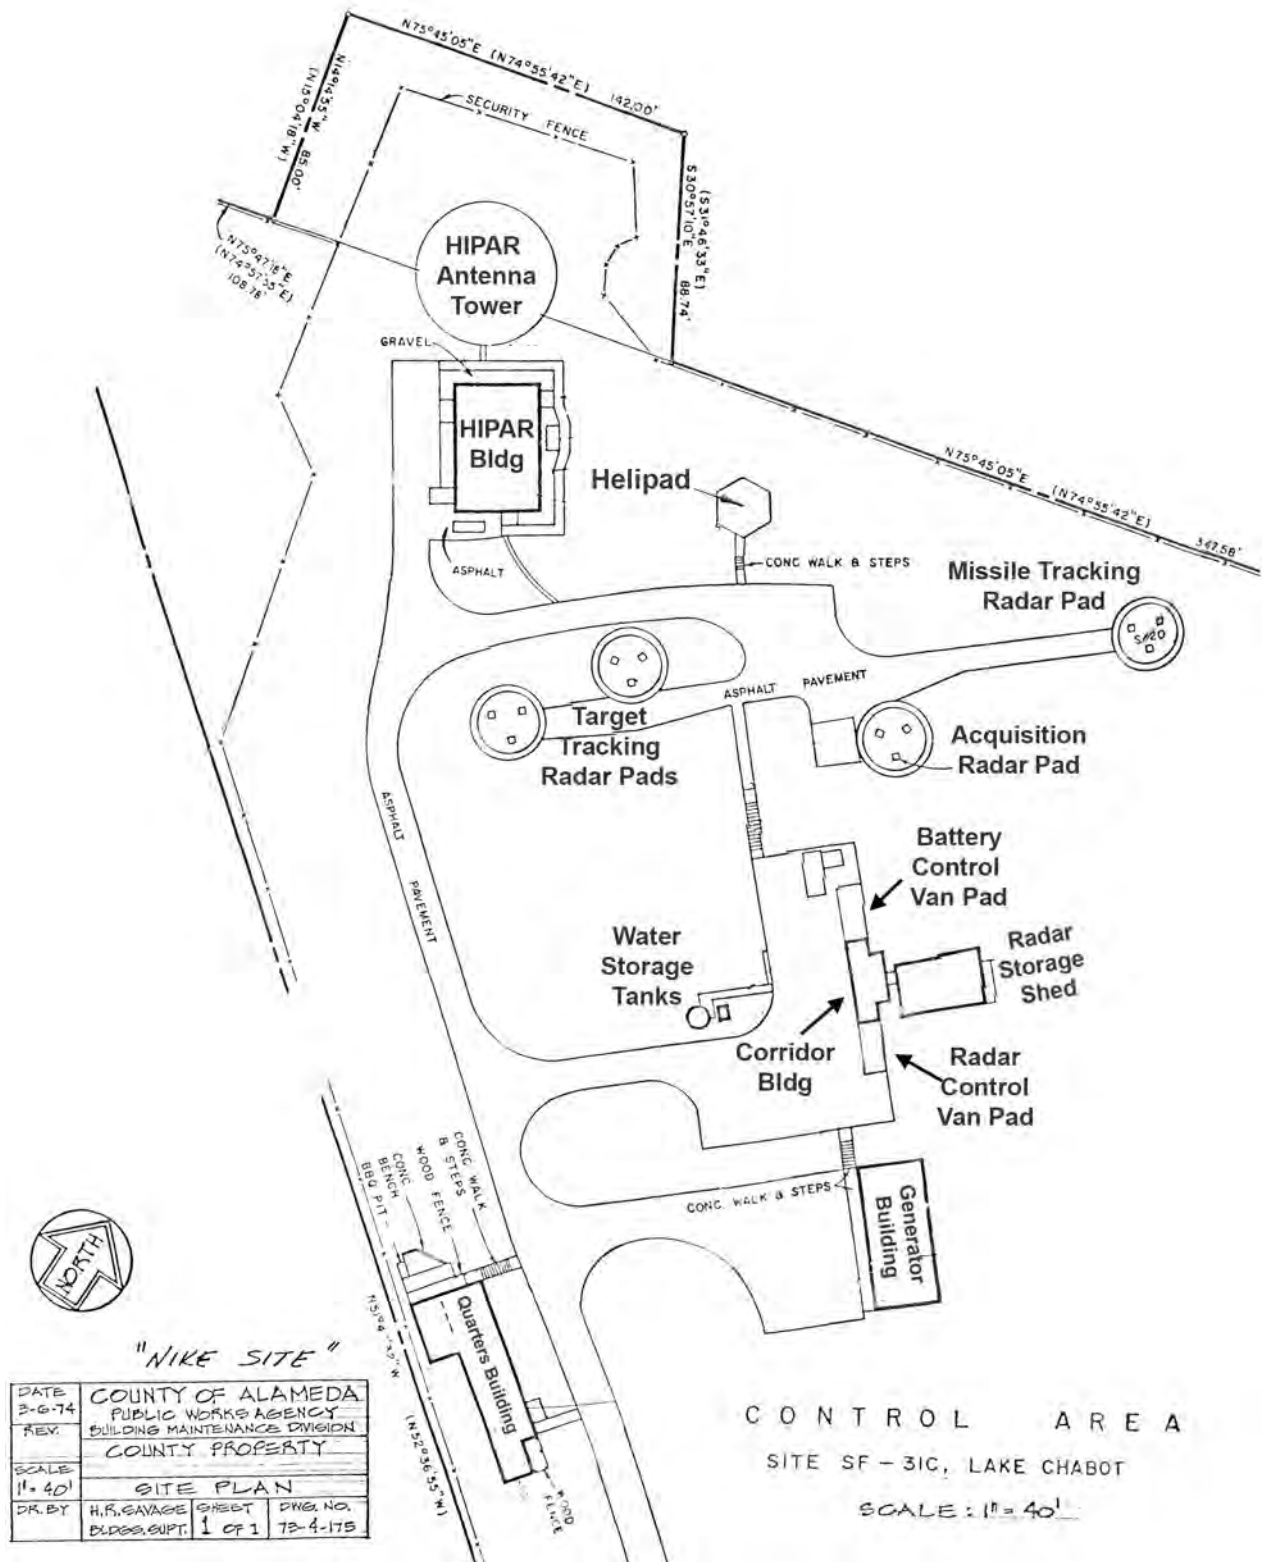 N75°45'05"E (N74°55'42"E) 142.00'
N14°14'55"W 85.00'
(N15°04'18"W)
SECURITY FENCE
(S31°46'33"E)
S30°57'10"E 88.74'
N75°47'18"E
(N74°57'55"E)
108.78'
HIPAR
Antenna
Tower
GRAVEL
HIPAR
Bldg
ASPHALT
Helipad
CONC WALK & STEPS
N75°45'05"E (N74°55'42"E) 347.58'
Missile Tracking
Radar Pad
S/20
ASPHALT PAVEMENT
Target
Tracking
Radar Pads
Acquisition
Radar Pad
ASPHALT PAVEMENT
Battery
Control
Van Pad
Water
Storage
Tanks
Radar
Storage
Shed
Corridor
Bldg
Radar
Control
Van Pad
CONC WALK
& STEPS
WOOD FENCE
CONC
BENCH
BBQ PIT
CONC. WALK & STEPS
Generator
Building
NORTH
Quarters Building
(N52°36'55"W)
WOOD
FENCE
"NIKE SITE"
DATE
3-6-74
COUNTY OF ALAMEDA
PUBLIC WORKS AGENCY
BUILDING MAINTENANCE DIVISION
REV.
COUNTY PROPERTY
SCALE
1"=40'
SITE PLAN
DR.BY
H.R.SAVAGE
BLDGS.SUPT.
SHEET
1 OF 1
DWG. NO.
73-4-175
CONTROL AREA
SITE SF-31C, LAKE CHABOT
SCALE: 1"=40'